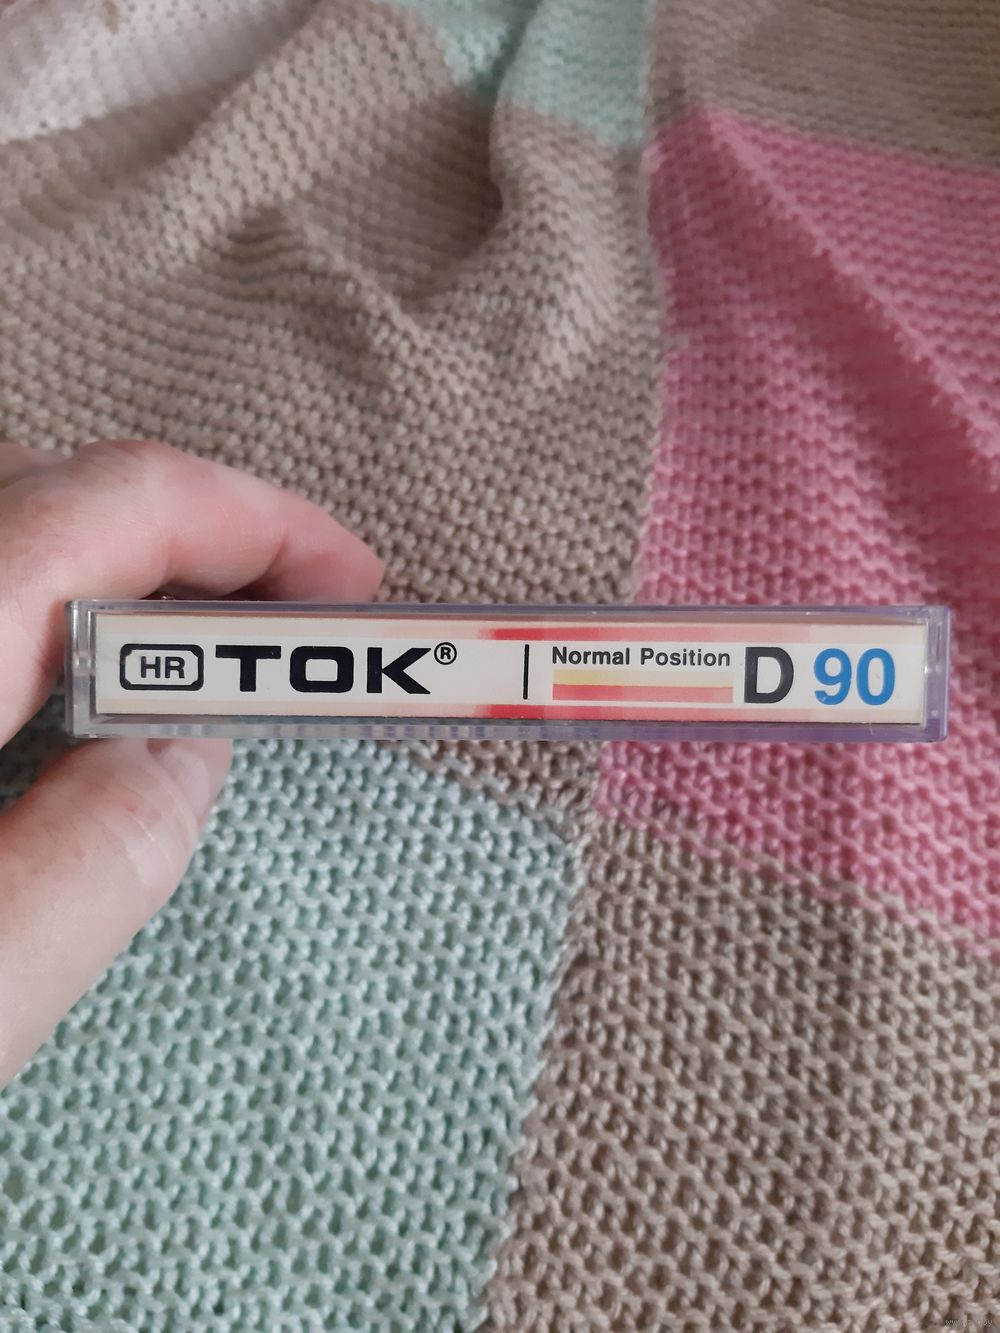 HR TOK® | Normal Position D 90